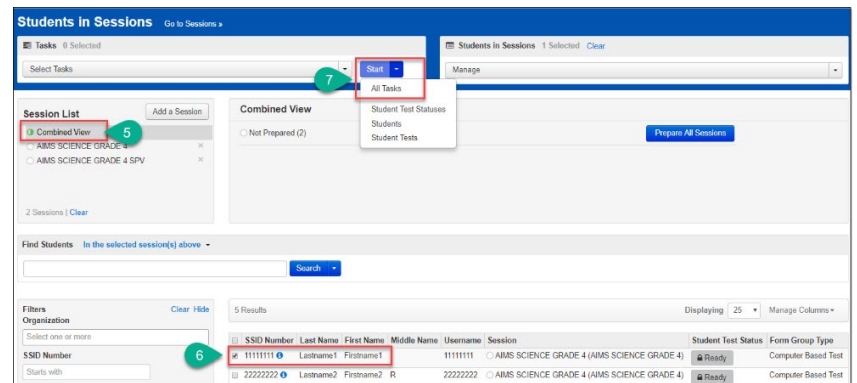 Students in Sessions Go to Sessions »
Tasks 0 Selected
Students in Sessions 1 Selected Clear
Select Tasks
Start
Manage
7
All Tasks
Student Test Statuses
Students
Student Tests
Session List
Add a Session
Combined View
Combined View
5
Not Prepared (2)
Prepare All Sessions
AIMS SCIENCE GRADE 4 ×
AIMS SCIENCE GRADE 4 SPV ×
2 Sessions | Clear
Find Students In the selected session(s) above
Search
Filters Clear Hide
5 Results
Displaying 25 Manage Columns
Organization
Select one or more
SSID Number Last Name First Name Middle Name Username Session Student Test Status Form Group Type
SSID Number
6
11111111 Lastname1 Firstname1 11111111 AIMS SCIENCE GRADE 4 (AIMS SCIENCE GRADE 4) Ready Computer Based Test
Starts with
22222222 Lastname2 Firstname2 R 22222222 AIMS SCIENCE GRADE 4 (AIMS SCIENCE GRADE 4) Ready Computer Based Test